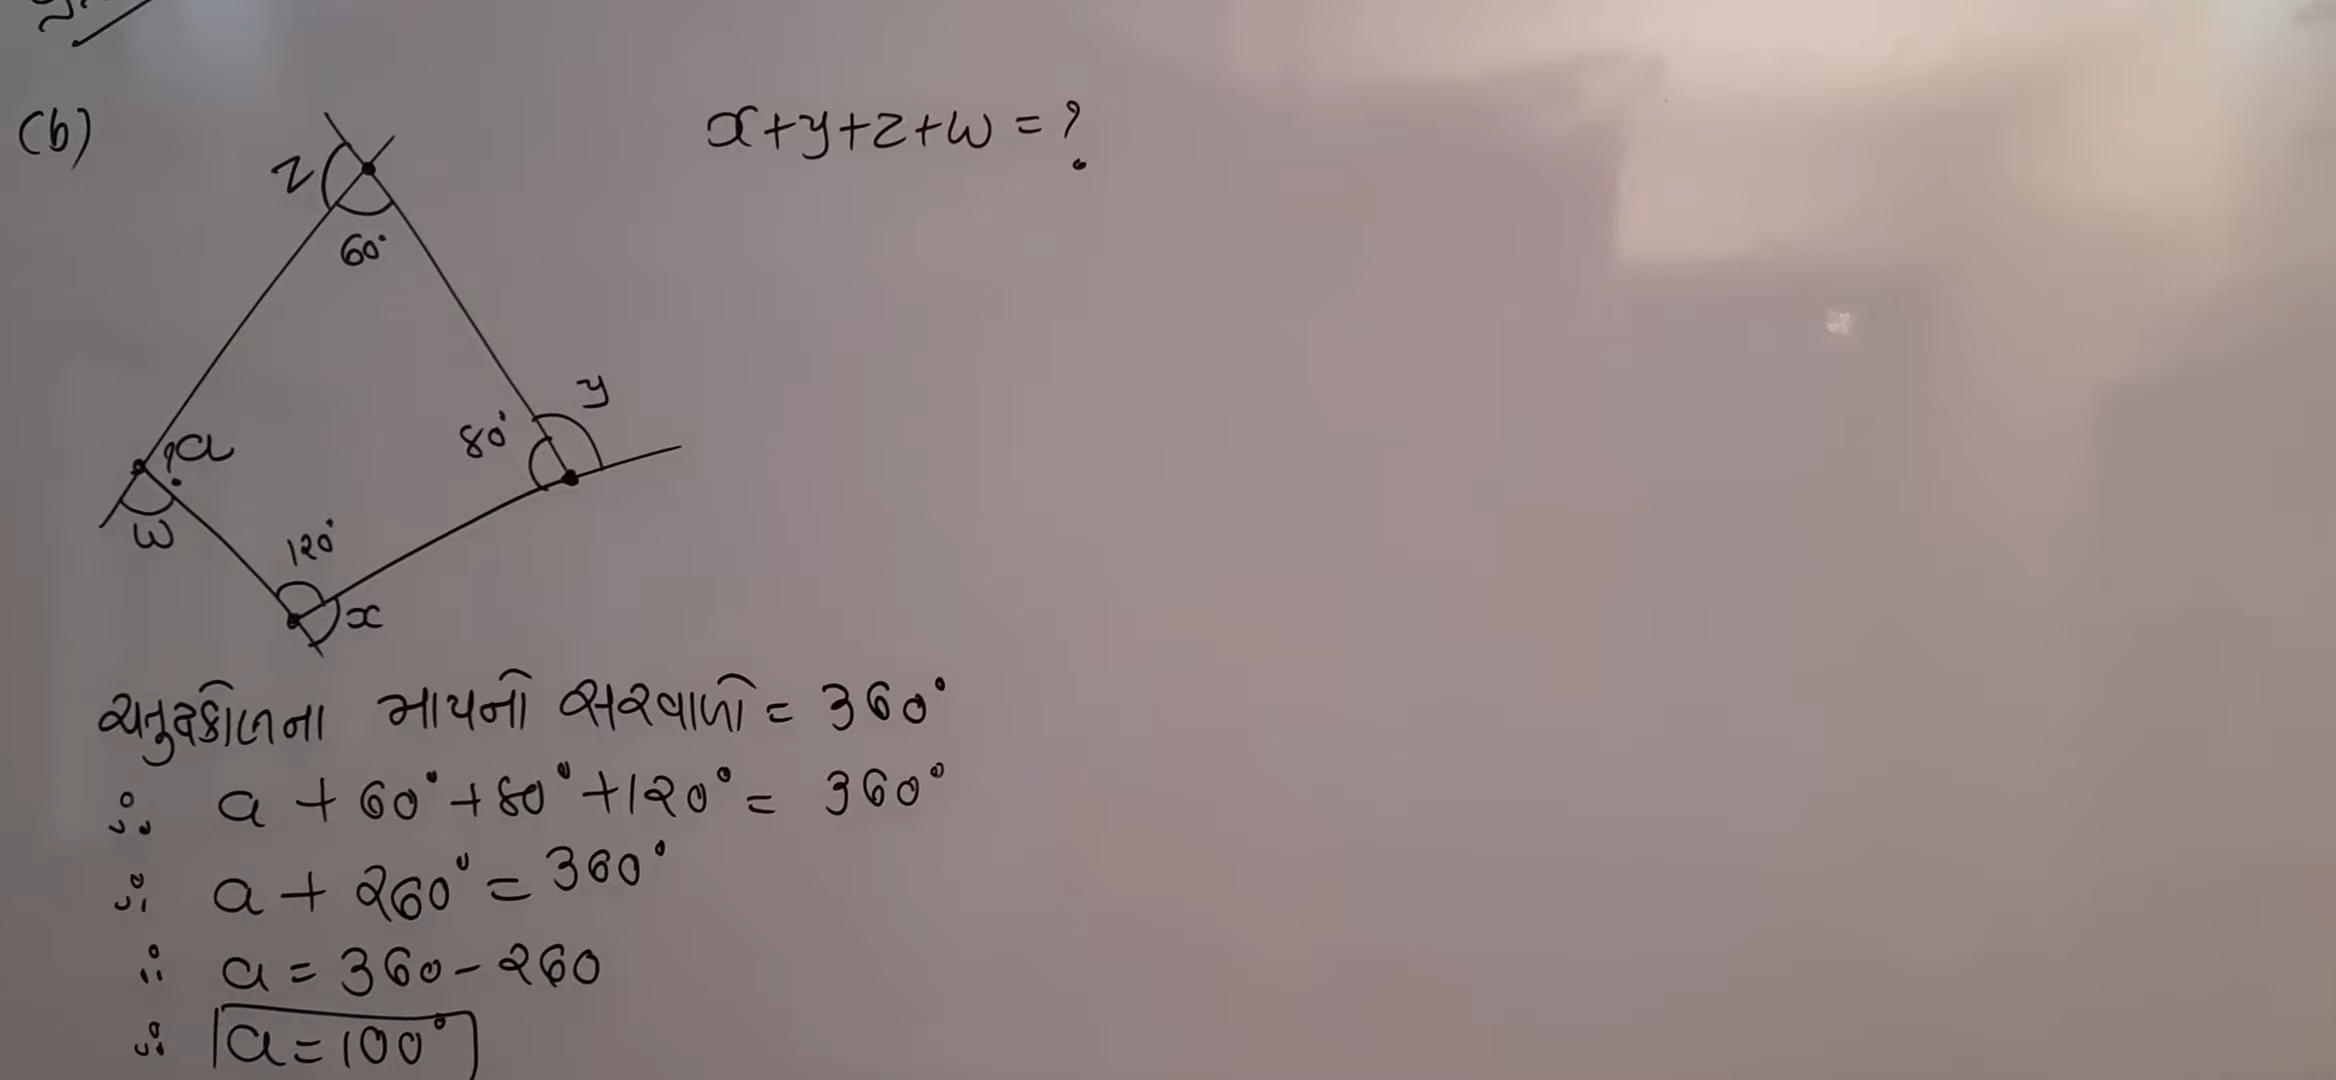 (b)
x+y+z+w=?
z
60°
y
80°
?a
w
120°
x
ચતુષ્કોણના માપનો સરવાળો = 360°
∴ a + 60° + 80° + 120° = 360°
∴ a + 260° = 360°
∴ a = 360 - 260
∴ a = 100°